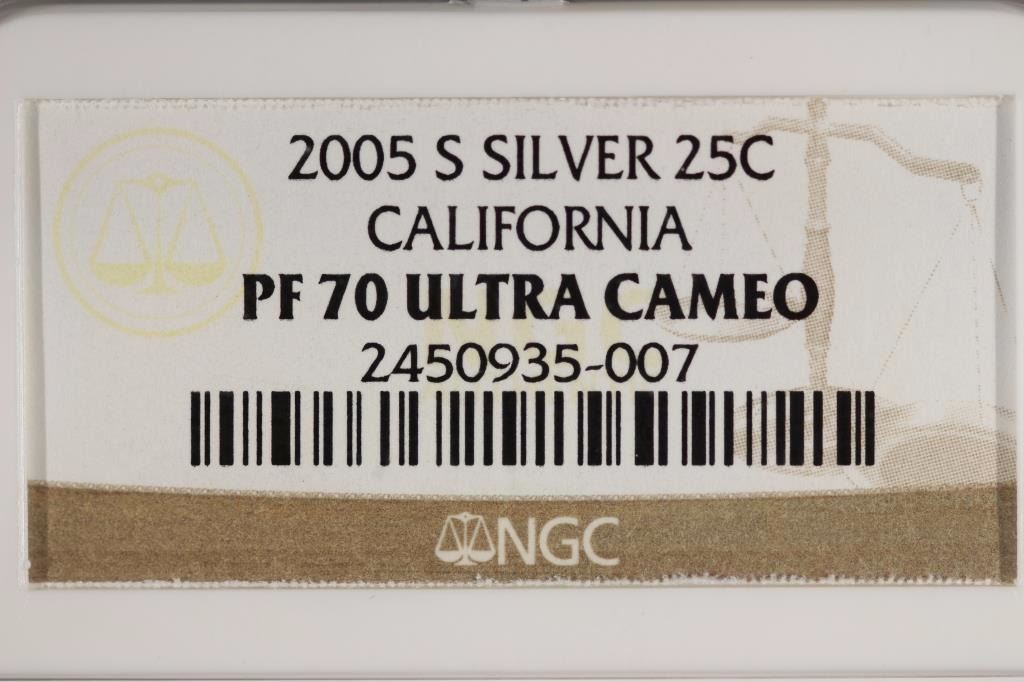 2005 S SILVER 25C
CALIFORNIA
PF 70 ULTRA CAMEO
2450935-007
NGC